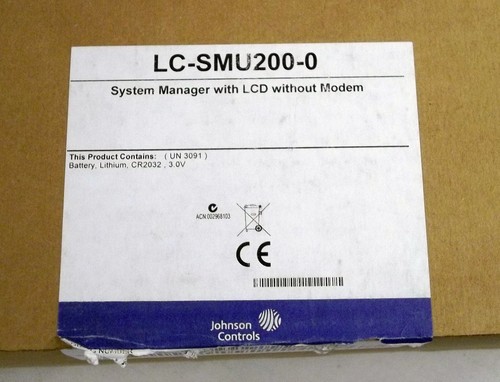 LC-SMU200-0
System Manager with LCD without Modem
This Product Contains: ( UN 3091 )
Battery, Lithium, CR2032 , 3.0V
ACN 002968103
CE
Johnson
Controls